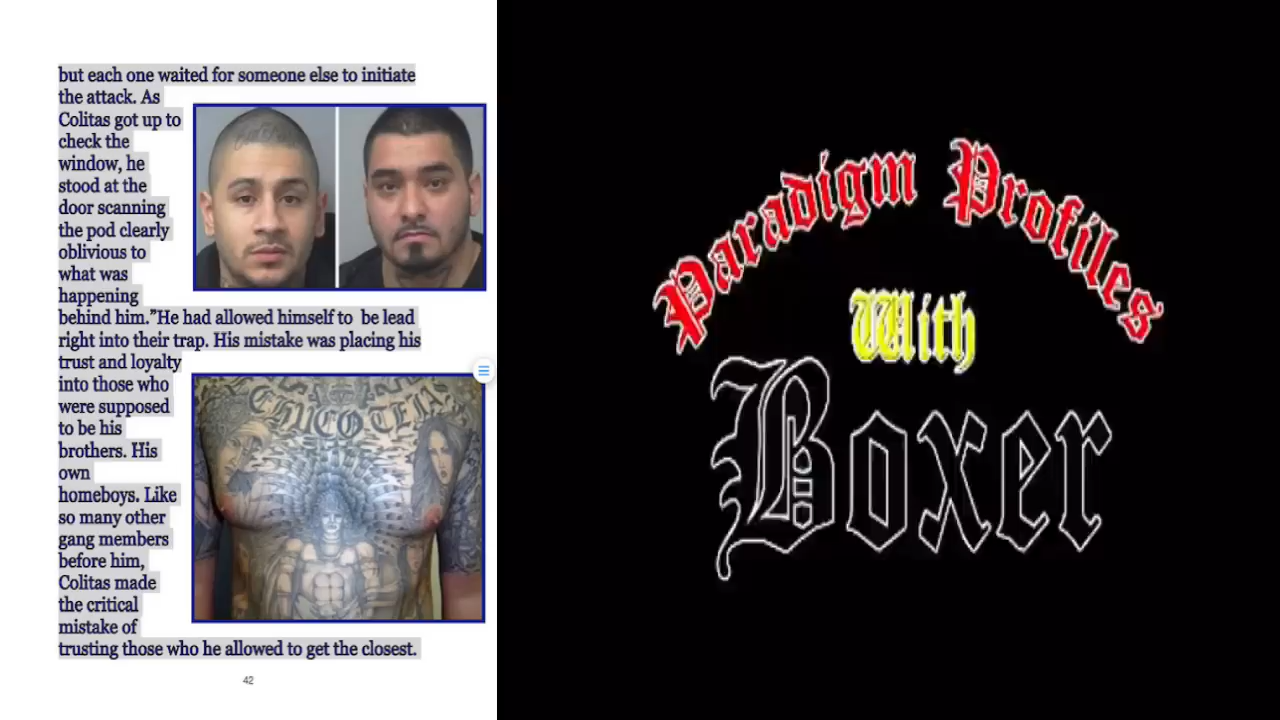 but each one waited for someone else to initiate
the attack. As
Colitas got up to
check the
window, he
stood at the
door scanning
the pod clearly
oblivious to
what was
happening
behind him.”He had allowed himself to be lead
right into their trap. His mistake was placing his
trust and loyalty
into those who
were supposed
to be his
brothers. His
own
homeboys. Like
so many other
gang members
before him,
Colitas made
the critical
mistake of
trusting those who he allowed to get the closest.
42
CHUCO TEJAS
Paradigm Profiles
With
Boxer